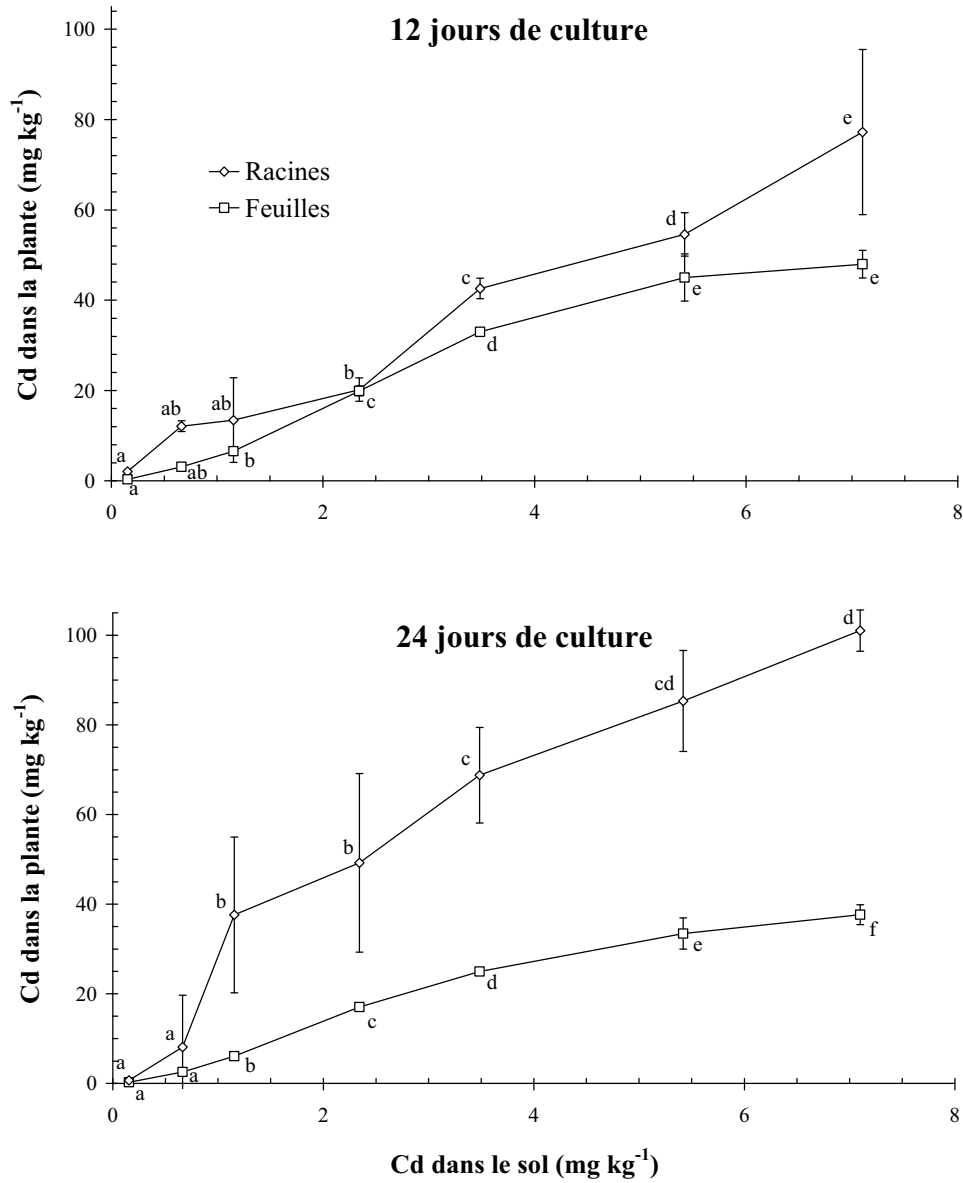 12 jours de culture
Cd dans la plante (mg kg⁻¹)
100
80
60
40
20
0
Racines
Feuilles
a
ab
ab
b
c
d
e
a
ab
b
c
d
e
e
0
2
4
6
8
24 jours de culture
Cd dans la plante (mg kg⁻¹)
100
80
60
40
20
0
a
a
b
b
c
cd
d
a
a
b
c
d
e
f
0
2
4
6
8
Cd dans le sol (mg kg⁻¹)